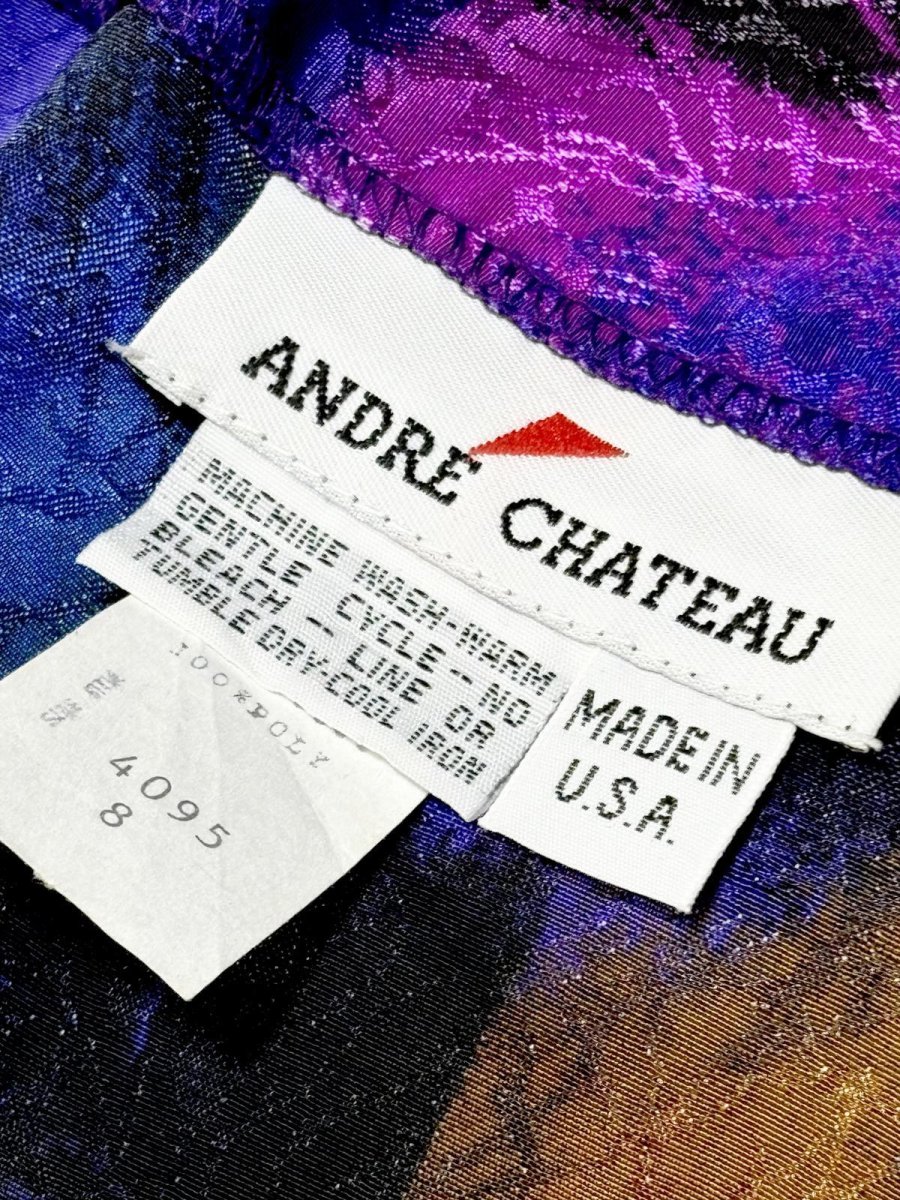 ANDRE CHATEAU
MACHINE WASH-WARM
GENTLE CYCLE-NO
BLEACH - LINE OR
TUMBLE DRY-COOL IRON
MADE IN
U.S.A.
100%POLY
4095
8